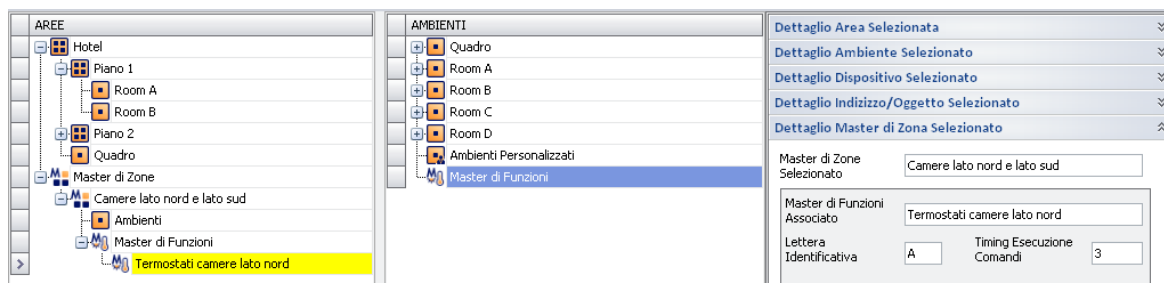 AREE
Hotel
Piano 1
Room A
Room B
Piano 2
Quadro
Master di Zone
Camere lato nord e lato sud
Ambienti
Master di Funzioni
Termostati camere lato nord
AMBIENTI
Quadro
Room A
Room B
Room C
Room D
Ambienti Personalizzati
Master di Funzioni
Dettaglio Area Selezionata
Dettaglio Ambiente Selezionato
Dettaglio Dispositivo Selezionato
Dettaglio Indizizzo/Oggetto Selezionato
Dettaglio Master di Zona Selezionato
Master di Zone
Selezionato
Camere lato nord e lato sud
Master di Funzioni
Associato
Termostati camere lato nord
Lettera
Identificativa
A
Timing Esecuzione
Comandi
3